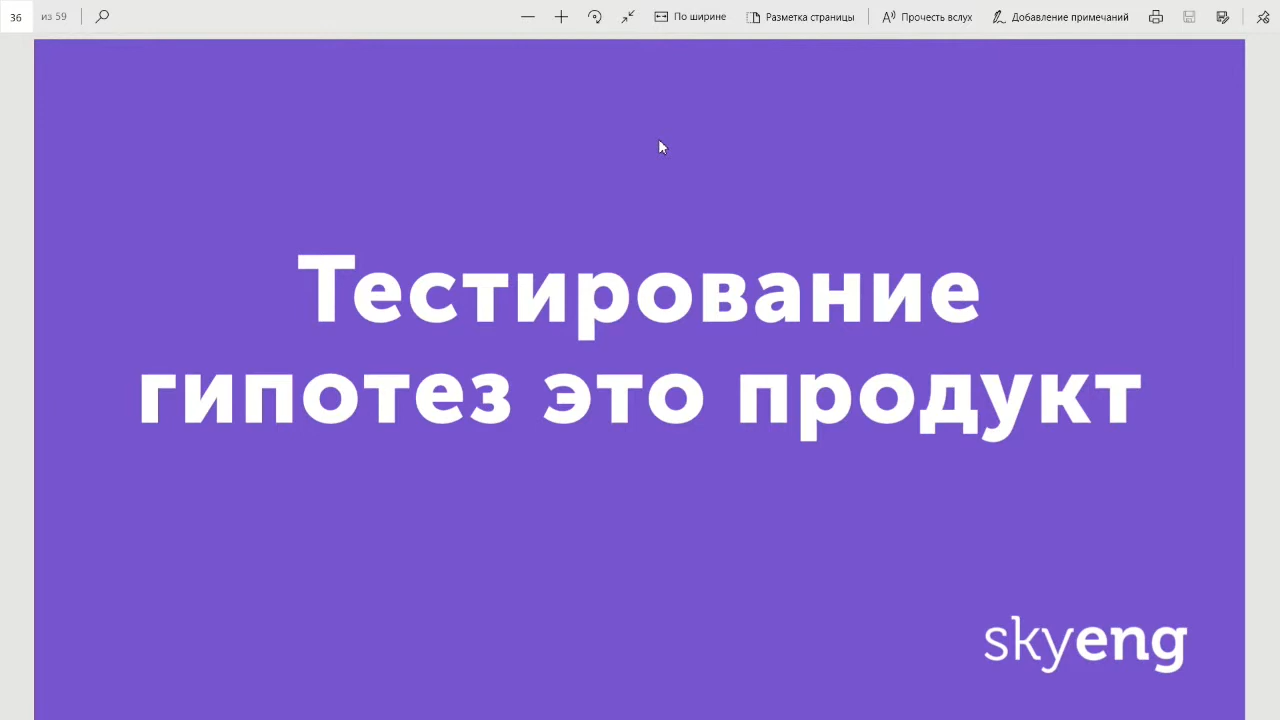 36 из 59 По ширине Разметка страницы Прочесть вслух Добавление примечаний
Тестирование
гипотез это продукт
skyeng